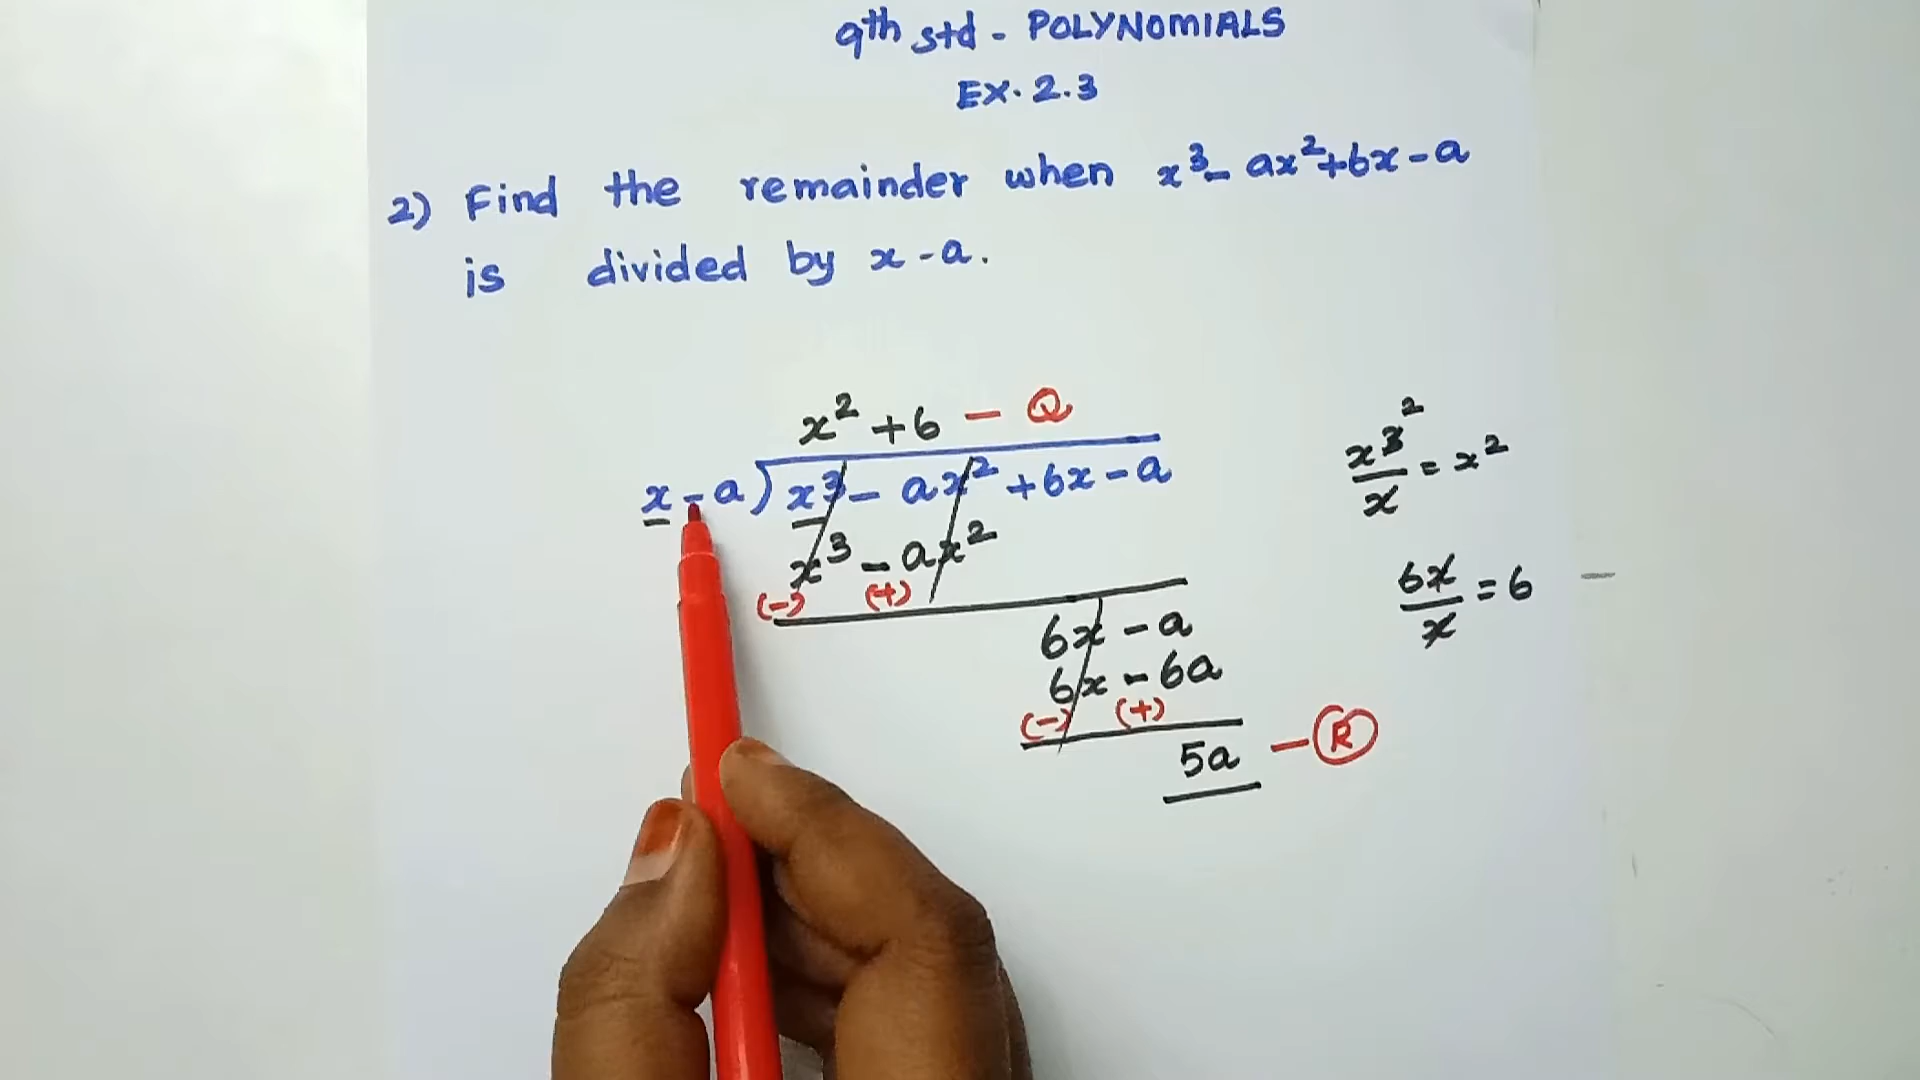 9th std - POLYNOMIALS
EX. 2.3
2) Find the remainder when x³ - ax² + 6x - a
is divided by x - a.
x² + 6 - Q
x - a ) x³ - ax² + 6x - a
x³ - ax²
(-) (+)
6x - a
6x - 6a
(-) (+)
5a - R
x³/x = x²
2
6x/x = 6